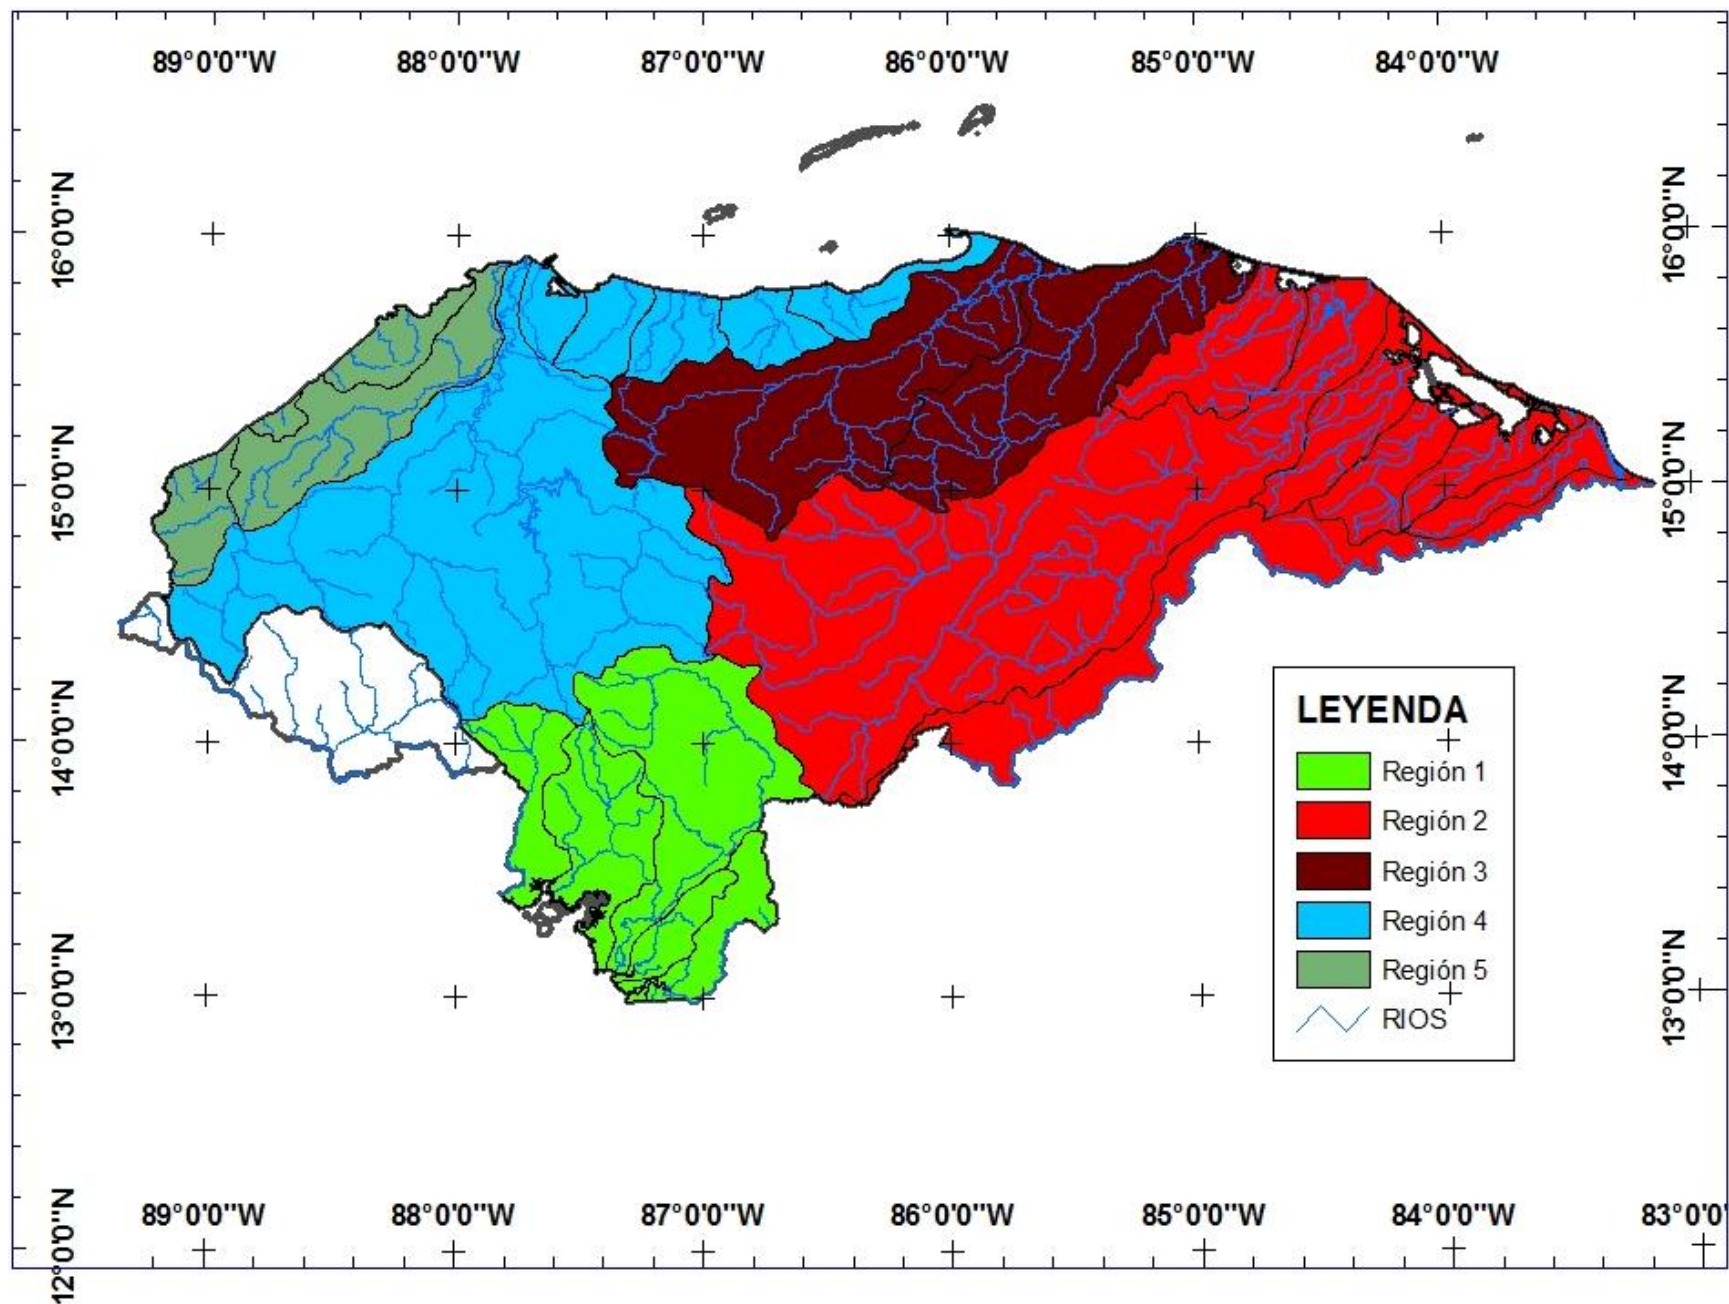 89°0'0"W 88°0'0"W 87°0'0"W 86°0'0"W 85°0'0"W 84°0'0"W
16°0'0"N 16°0'0"N
15°0'0"N 15°0'0"N
14°0'0"N 14°0'0"N
13°0'0"N 13°0'0"N
LEYENDA
Región 1
Región 2
Región 3
Región 4
Región 5
RIOS
12°0'0"N
89°0'0"W 88°0'0"W 87°0'0"W 86°0'0"W 85°0'0"W 84°0'0"W 83°0'0'